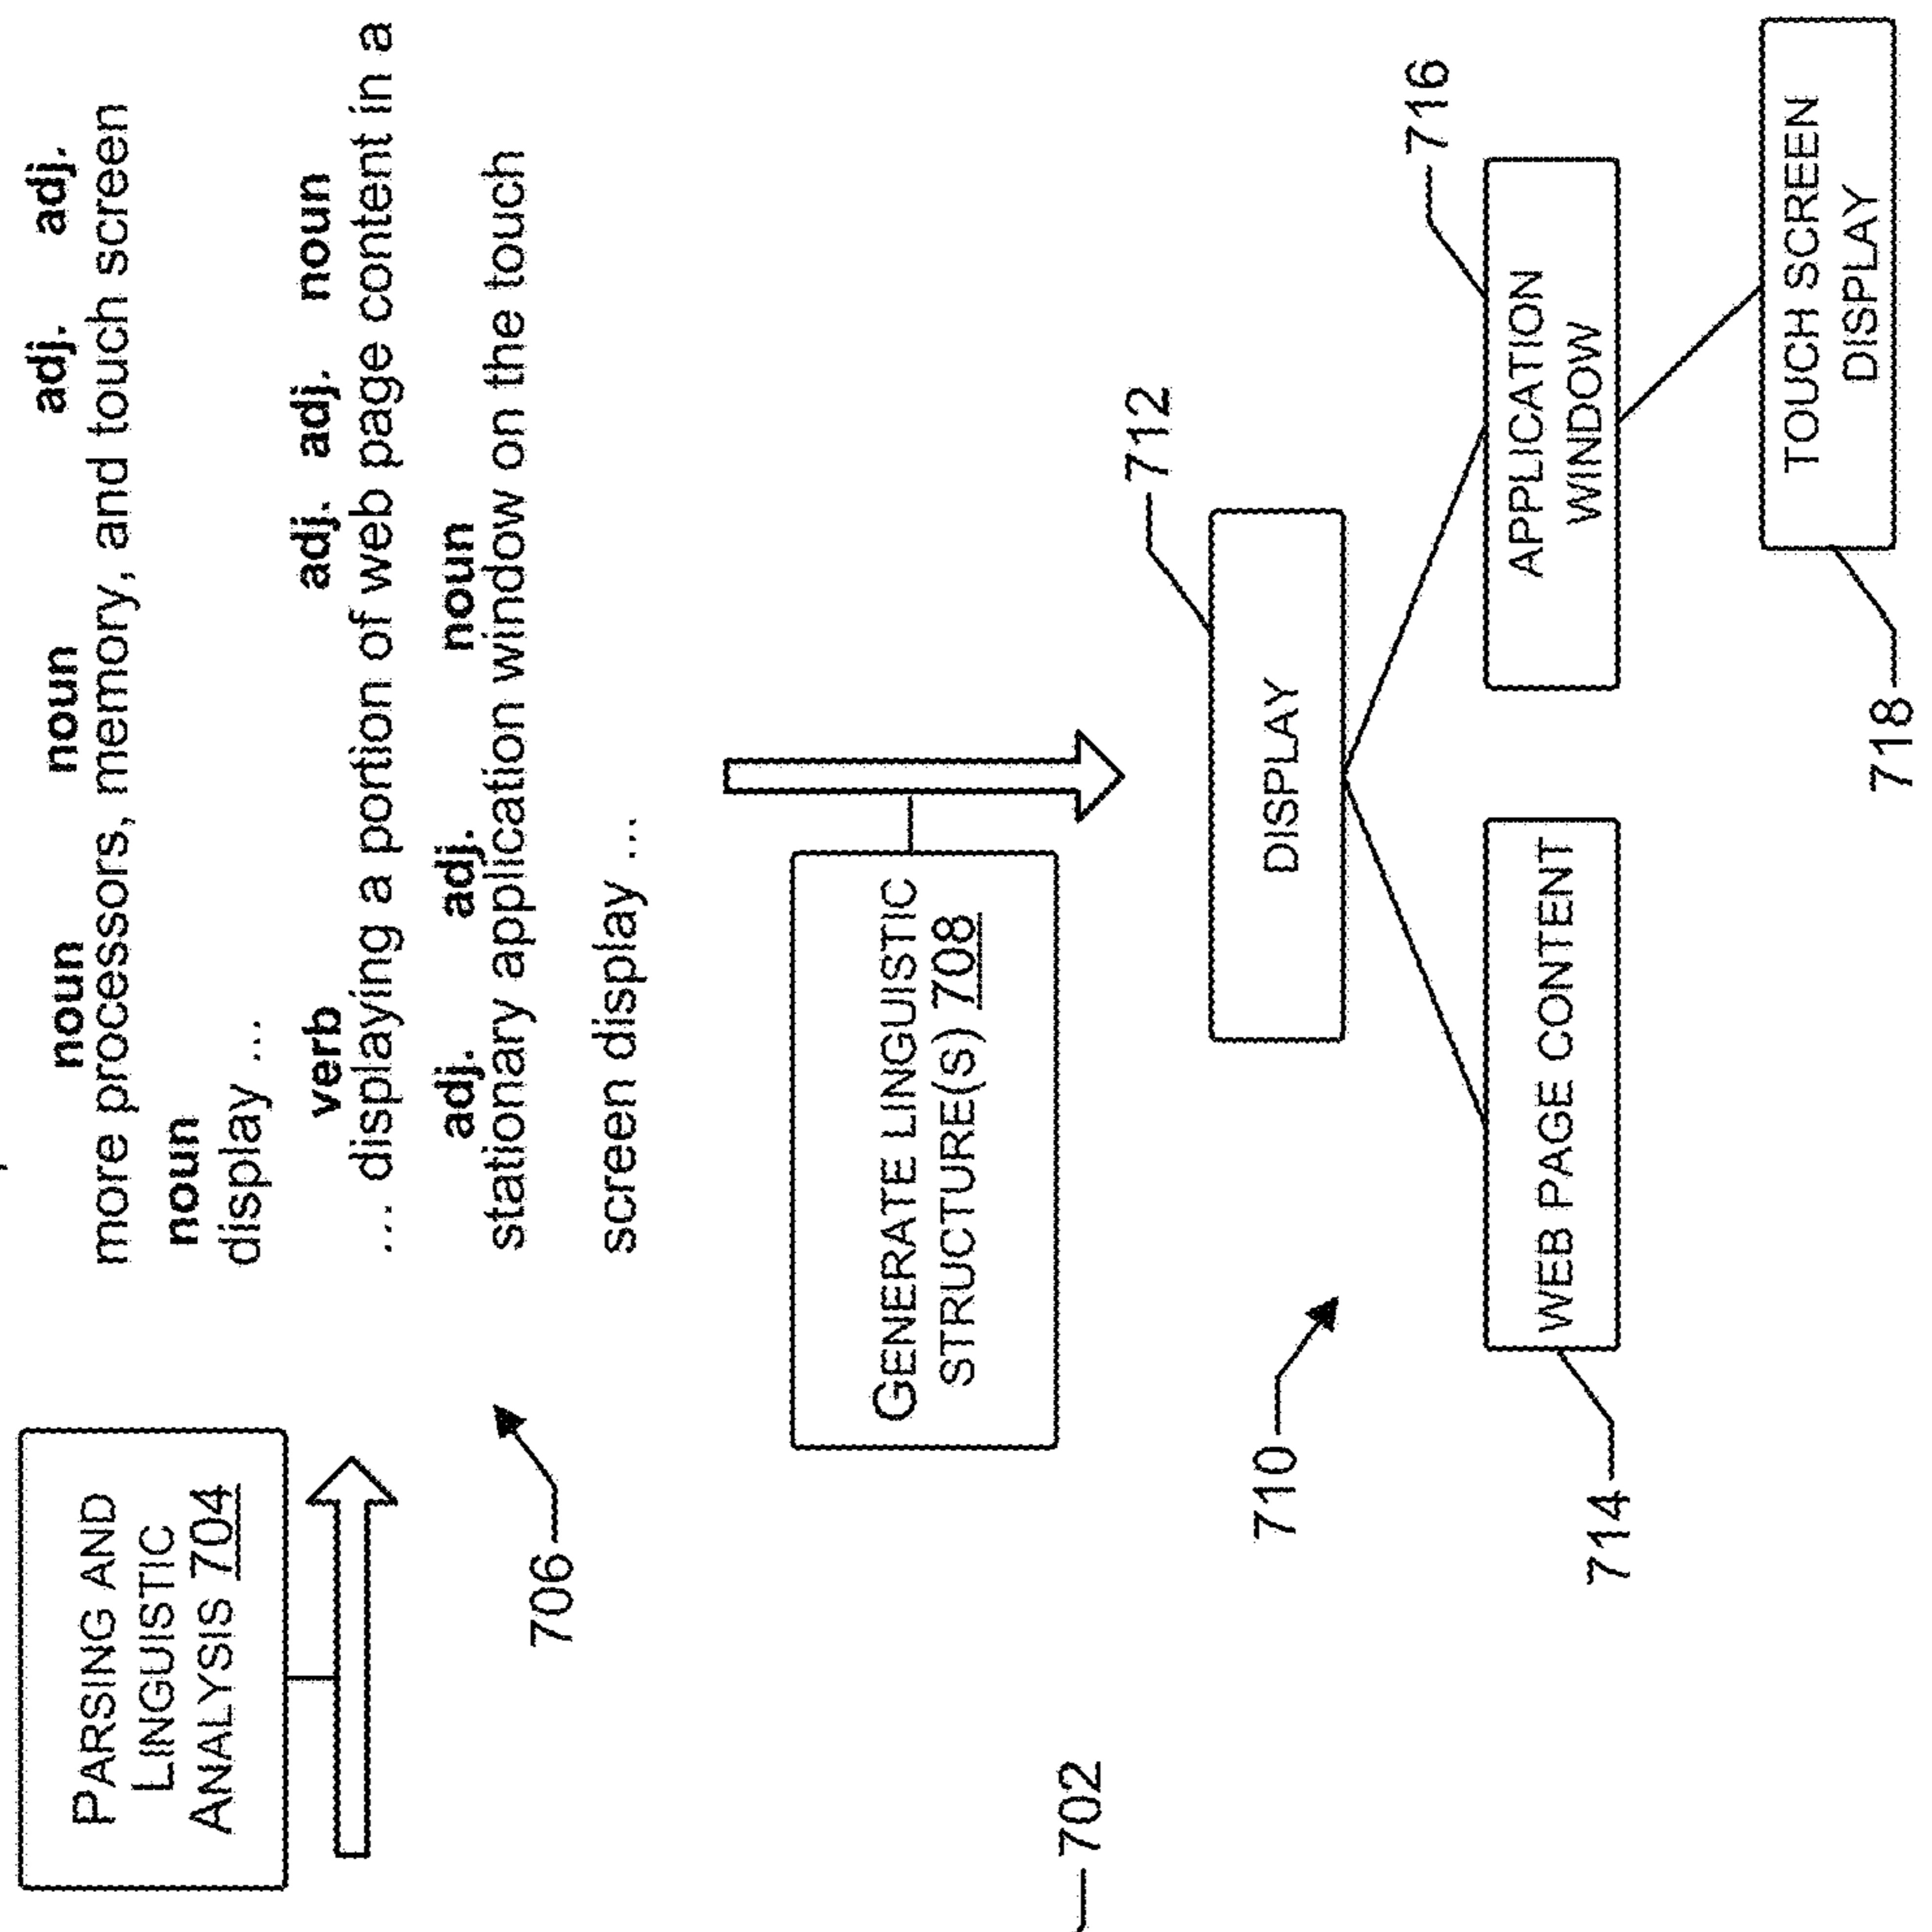 PARSING AND
LINGUISTIC
ANALYSIS 704
noun noun adj. adj.
more processors, memory, and touch screen
noun
display ...
verb adj. adj. noun
... displaying a portion of web page content in a
adj. adj. noun
stationary application window on the touch
screen display ...
706
GENERATE LINGUISTIC
STRUCTURE(S) 708
702
710
712
DISPLAY
714
WEB PAGE CONTENT
716
APPLICATION
WINDOW
718
TOUCH SCREEN
DISPLAY